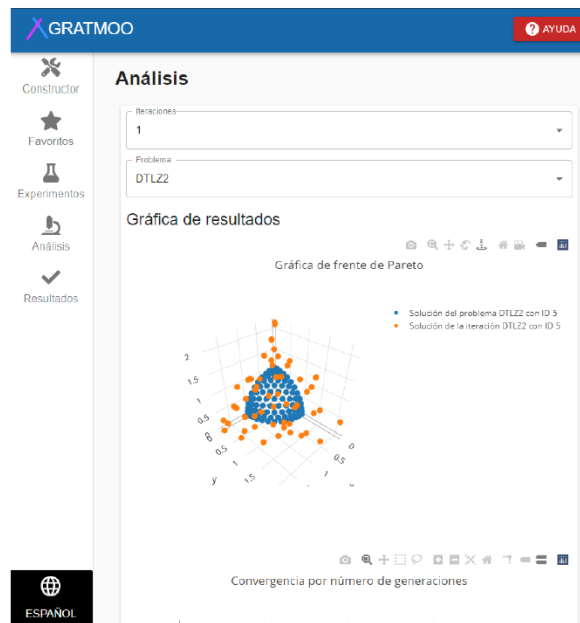 GRATMOO
AYUDA
Constructor
Favoritos
Experimentos
Análisis
Resultados
ESPAÑOL
Análisis
Iteraciones
1
Problema
DTLZ2
Gráfica de resultados
Gráfica de frente de Pareto
Solución del problema DTLZ2 con ID 5
Solución de la iteración DTLZ2 con ID 5
2
1.5
1
0.5
0
0.5
1
1.5
y
0
0.5
1
Convergencia por número de generaciones